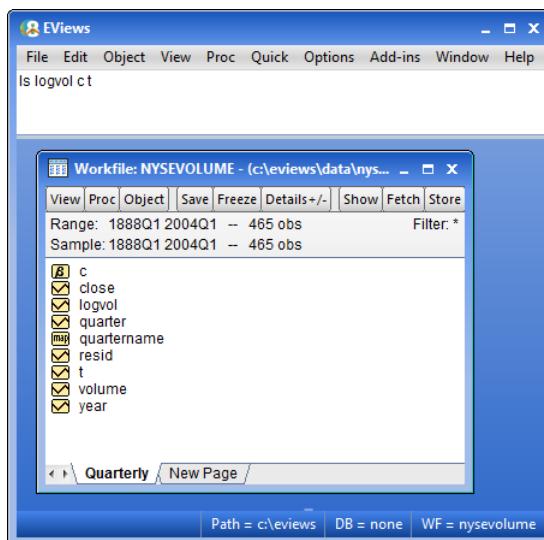 EViews
File Edit Object View Proc Quick Options Add-ins Window Help
ls logvol c t
Workfile: NYSEVOLUME - (c:\eviews\data\nys...
View Proc Object Save Freeze Details+/- Show Fetch Store
Range: 1888Q1 2004Q1 -- 465 obs Filter: *
Sample: 1888Q1 2004Q1 -- 465 obs
β c
close
logvol
quarter
map quartername
resid
t
volume
year
Quarterly New Page
Path = c:\eviews DB = none WF = nysevolume